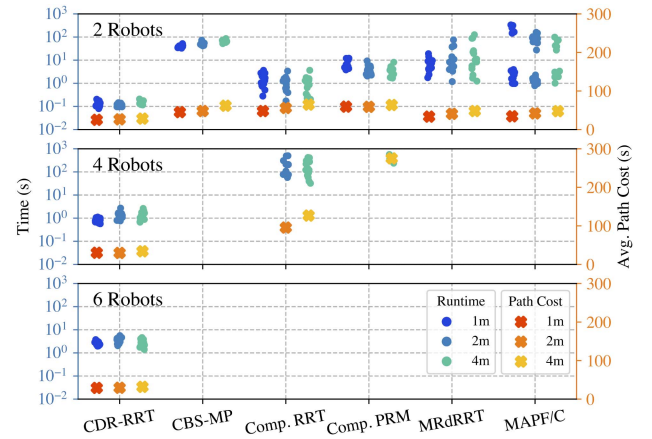 2 Robots
10³
10²
10¹
10⁰
10⁻¹
10⁻²
300
200
100
0
4 Robots
10³
10²
10¹
10⁰
10⁻¹
10⁻²
300
200
100
0
Time (s)
Avg. Path Cost (s)
6 Robots
10³
10²
10¹
10⁰
10⁻¹
10⁻²
300
200
100
0
Runtime
1m
2m
4m
Path Cost
1m
2m
4m
CDR-RRT
CBS-MP
Comp. RRT
Comp. PRM
MRdRRT
MAPF/C